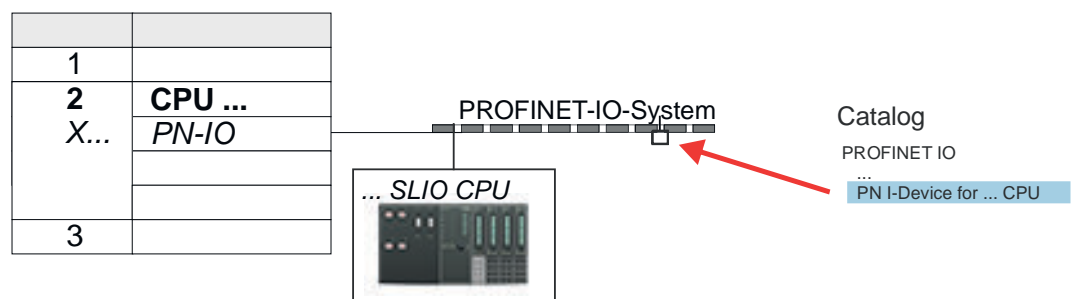 1
2 CPU ...
X... PN-IO
3
PROFINET-IO-System
... SLIO CPU
Catalog
PROFINET IO
...
PN I-Device for ... CPU